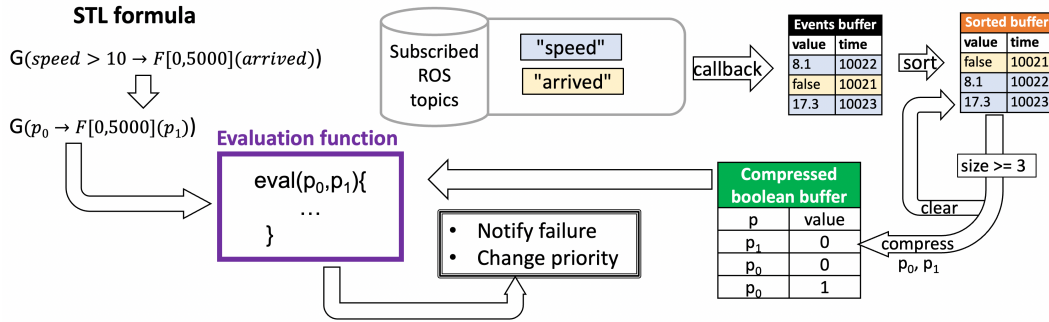 STL formula
G(speed > 10 → F[0,5000](arrived))
G(p₀ → F[0,5000](p₁))
Evaluation function
eval(p₀,p₁){
...
}
Subscribed
ROS
topics
"speed"
"arrived"
callback
Events buffer
value time
8.1 10022
false 10021
17.3 10023
sort
Sorted buffer
value time
false 10021
8.1 10022
17.3 10023
size >= 3
clear
compress
p₀, p₁
Compressed
boolean buffer
p value
p₁ 0
p₀ 0
p₀ 1
• Notify failure
• Change priority